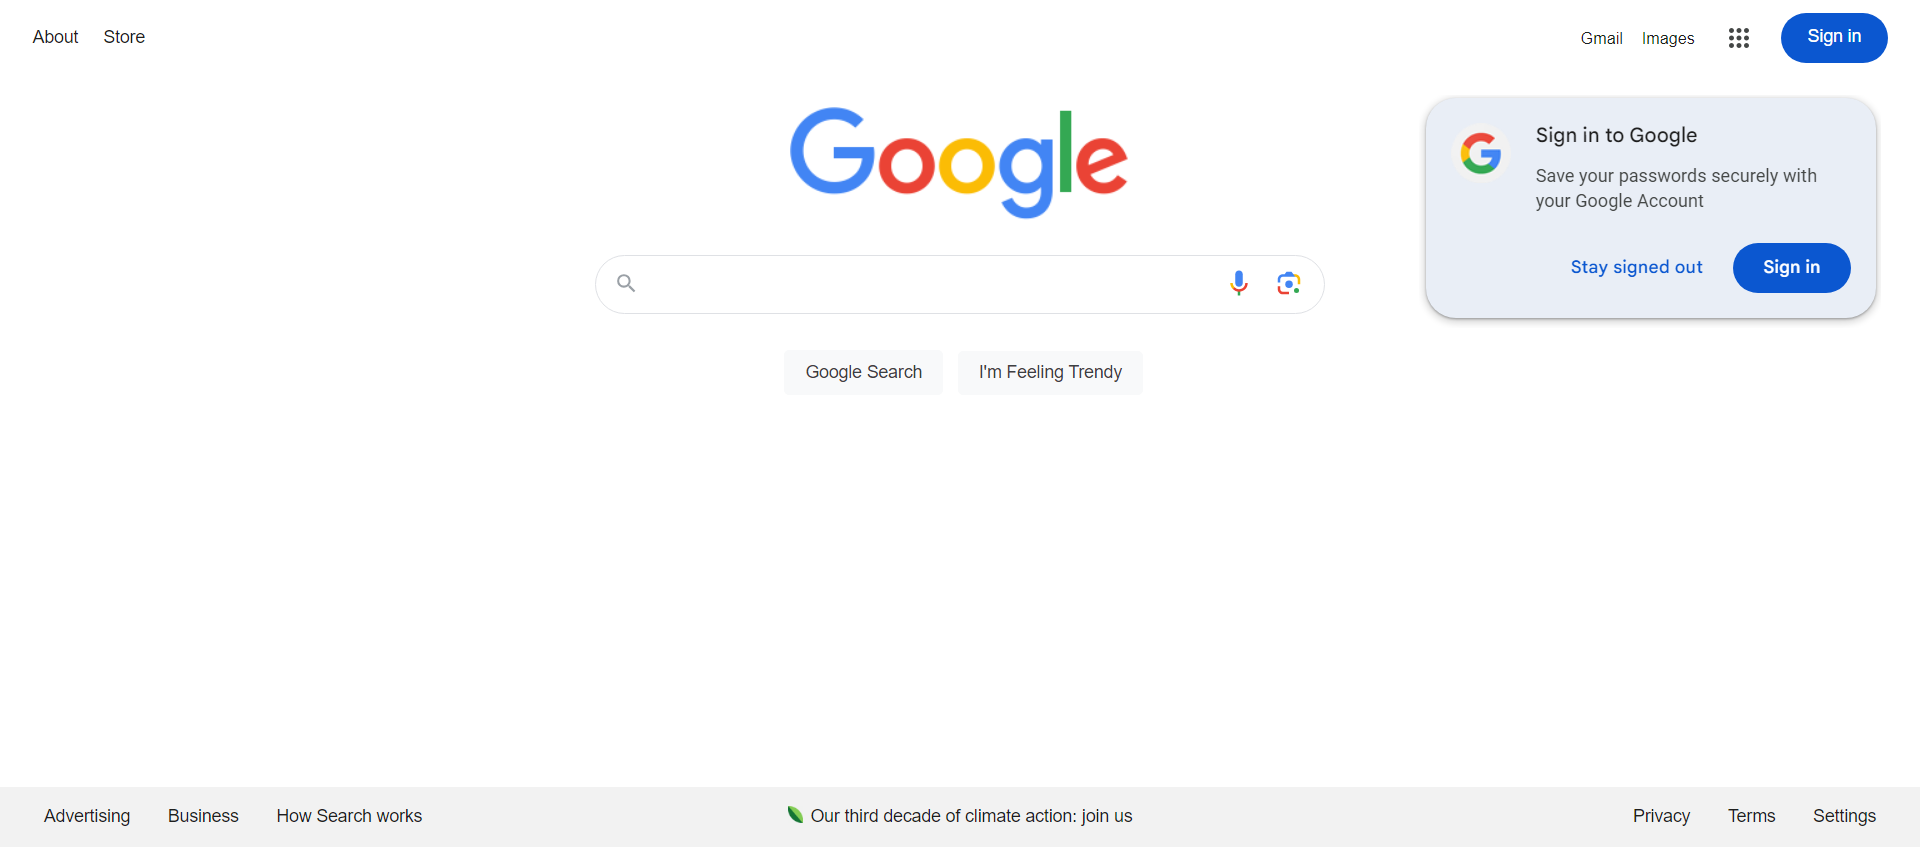 About Store
Gmail Images Sign in
Google
Sign in to Google
Save your passwords securely with
your Google Account
Stay signed out Sign in
Google Search I'm Feeling Trendy
Advertising Business How Search works
Our third decade of climate action: join us
Privacy Terms Settings